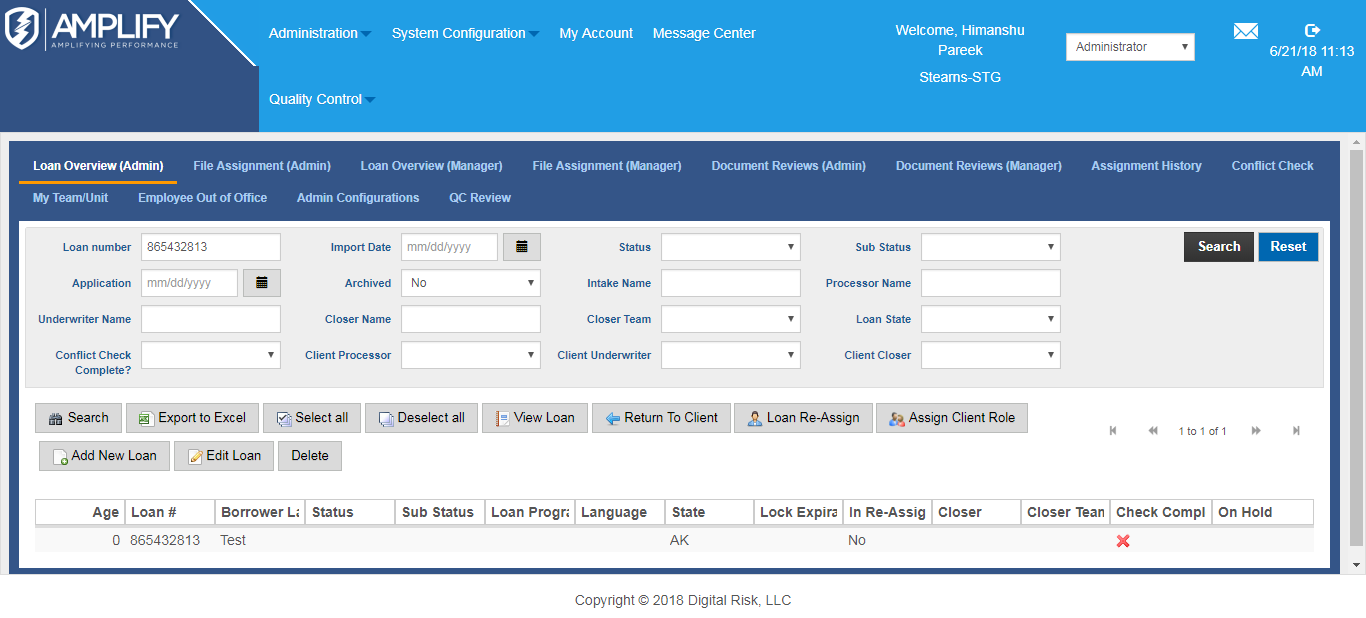 AMPLIFY
AMPLIFYING PERFORMANCE
Administration
System Configuration
My Account
Message Center
Quality Control
Welcome, Himanshu
Pareek
Stearns-STG
Administrator
6/21/18 11:13
AM
Loan Overview (Admin)
File Assignment (Admin)
Loan Overview (Manager)
File Assignment (Manager)
Document Reviews (Admin)
Document Reviews (Manager)
Assignment History
Conflict Check
My Team/Unit
Employee Out of Office
Admin Configurations
QC Review
Loan number 865432813
Import Date mm/dd/yyyy
Status
Sub Status
Search
Reset
Application mm/dd/yyyy
Archived No
Intake Name
Processor Name
Underwriter Name
Closer Name
Closer Team
Loan State
Conflict Check
Complete?
Client Processor
Client Underwriter
Client Closer
Search
Export to Excel
Select all
Deselect all
View Loan
Return To Client
Loan Re-Assign
Assign Client Role
1 to 1 of 1
Add New Loan
Edit Loan
Delete
Age Loan # Borrower La Status Sub Status Loan Progra Language State Lock Expira In Re-Assig Closer Closer Team Check Compl On Hold
0 865432813 Test AK No
Copyright © 2018 Digital Risk, LLC